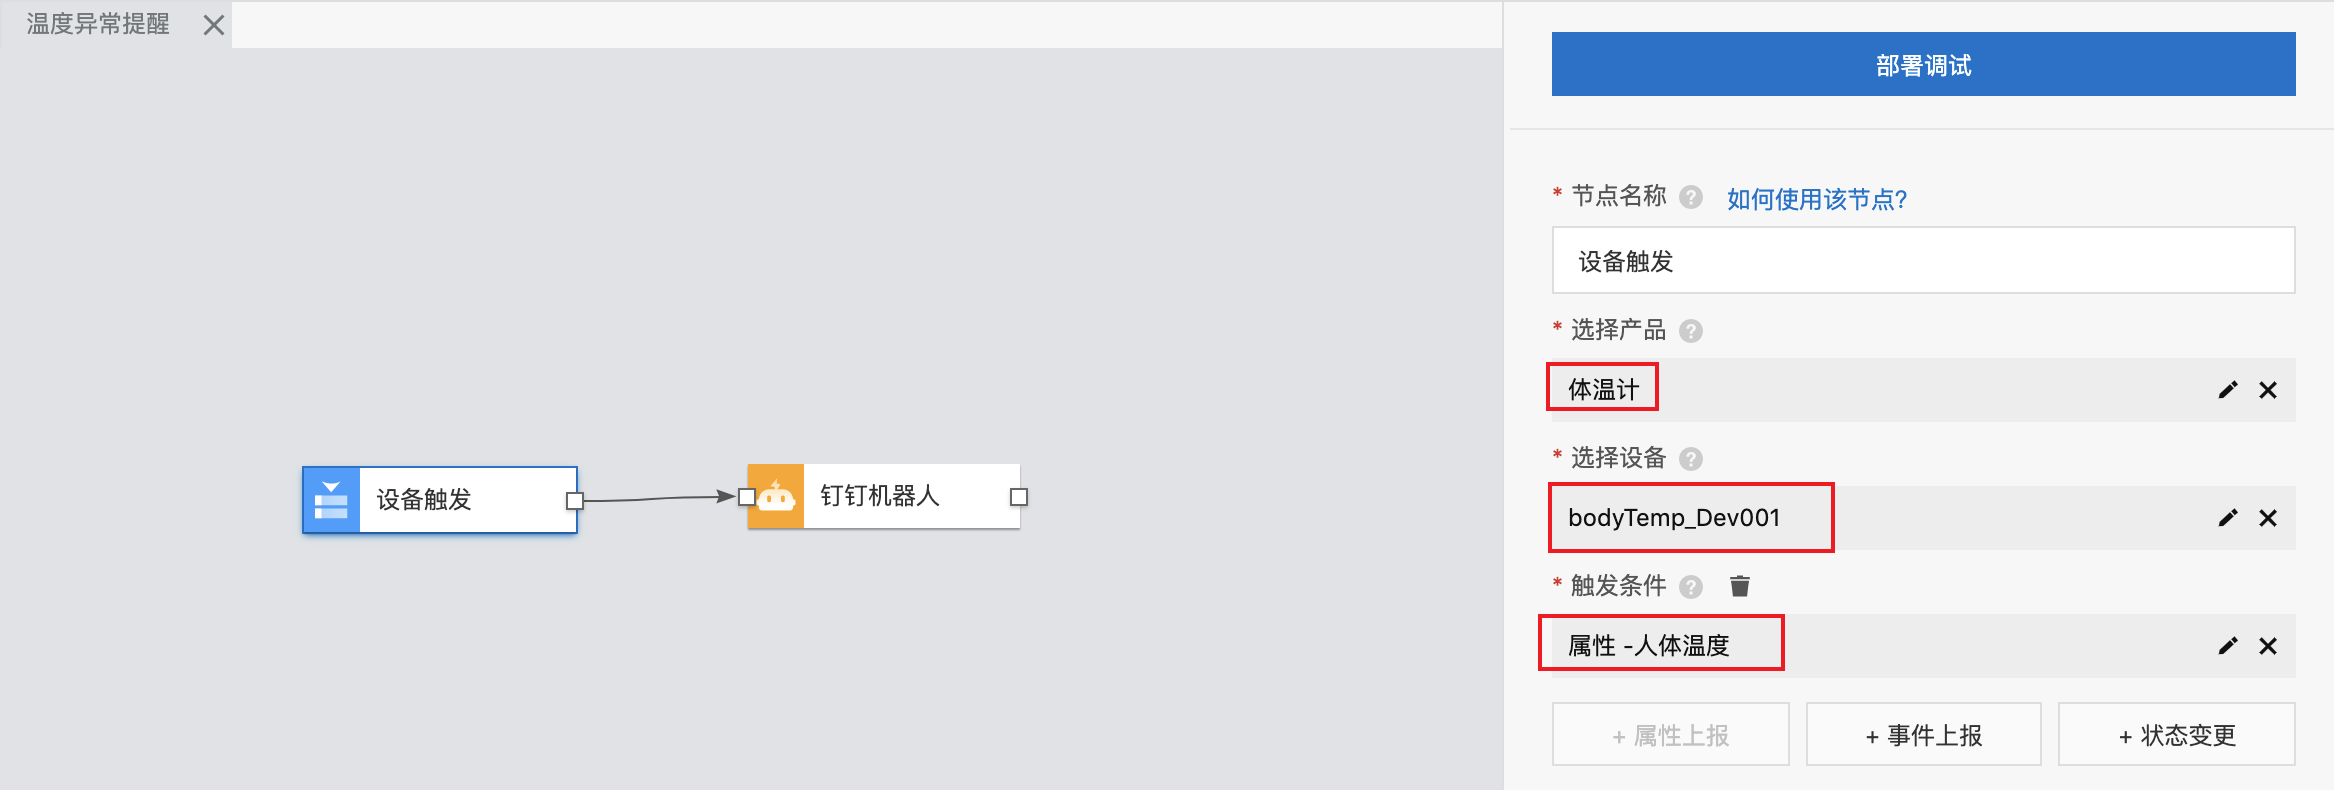 温度异常提醒
设备触发
钉钉机器人
部署调试
* 节点名称 ? 如何使用该节点?
设备触发
* 选择产品 ?
体温计
* 选择设备 ?
bodyTemp_Dev001
* 触发条件 ?
属性 -人体温度
+ 属性上报
+ 事件上报
+ 状态变更